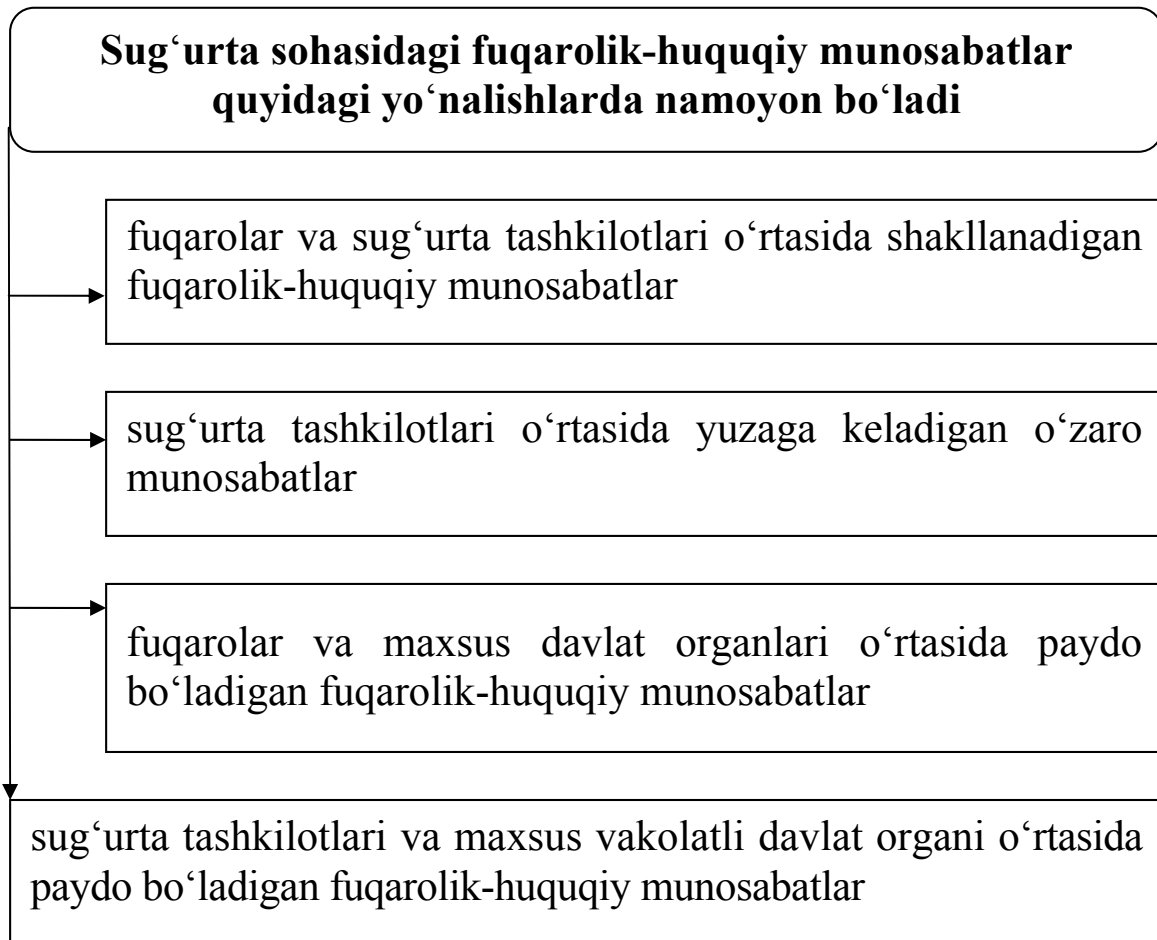 Sug‘urta sohasidagi fuqarolik-huquqiy munosabatlar
quyidagi yo‘nalishlarda namoyon bo‘ladi
fuqarolar va sug‘urta tashkilotlari o‘rtasida shakllanadigan
fuqarolik-huquqiy munosabatlar
sug‘urta tashkilotlari o‘rtasida yuzaga keladigan o‘zaro
munosabatlar
fuqarolar va maxsus davlat organlari o‘rtasida paydo
bo‘ladigan fuqarolik-huquqiy munosabatlar
sug‘urta tashkilotlari va maxsus vakolatli davlat organi o‘rtasida
paydo bo‘ladigan fuqarolik-huquqiy munosabatlar